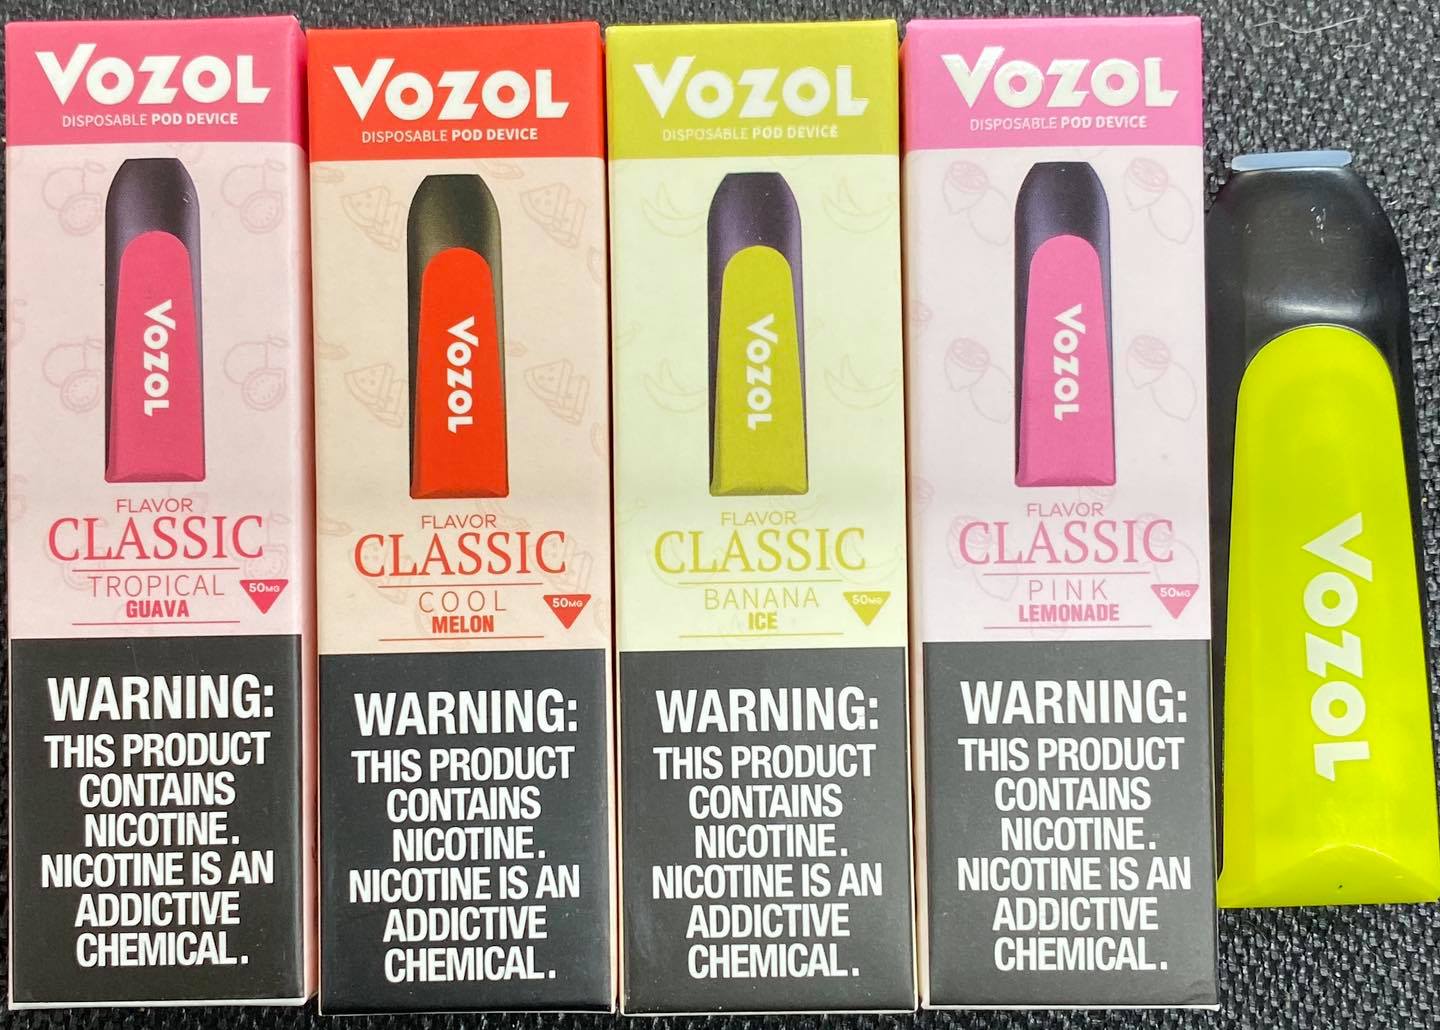 VOZOL
DISPOSABLE POD DEVICE
VOZOL
FLAVOR
CLASSIC
TROPICAL
GUAVA
50MG
WARNING:
THIS PRODUCT
CONTAINS
NICOTINE.
NICOTINE IS AN
ADDICTIVE
CHEMICAL.
VOZOL
DISPOSABLE POD DEVICE
VOZOL
FLAVOR
CLASSIC
COOL
MELON
50MG
WARNING:
THIS PRODUCT
CONTAINS
NICOTINE.
NICOTINE IS AN
ADDICTIVE
CHEMICAL.
VOZOL
DISPOSABLE POD DEVICE
VOZOL
FLAVOR
CLASSIC
BANANA
ICE
50MG
WARNING:
THIS PRODUCT
CONTAINS
NICOTINE.
NICOTINE IS AN
ADDICTIVE
CHEMICAL.
VOZOL
DISPOSABLE POD DEVICE
VOZOL
FLAVOR
CLASSIC
PINK
LEMONADE
50MG
WARNING:
THIS PRODUCT
CONTAINS
NICOTINE.
NICOTINE IS AN
ADDICTIVE
CHEMICAL.
VOZOL